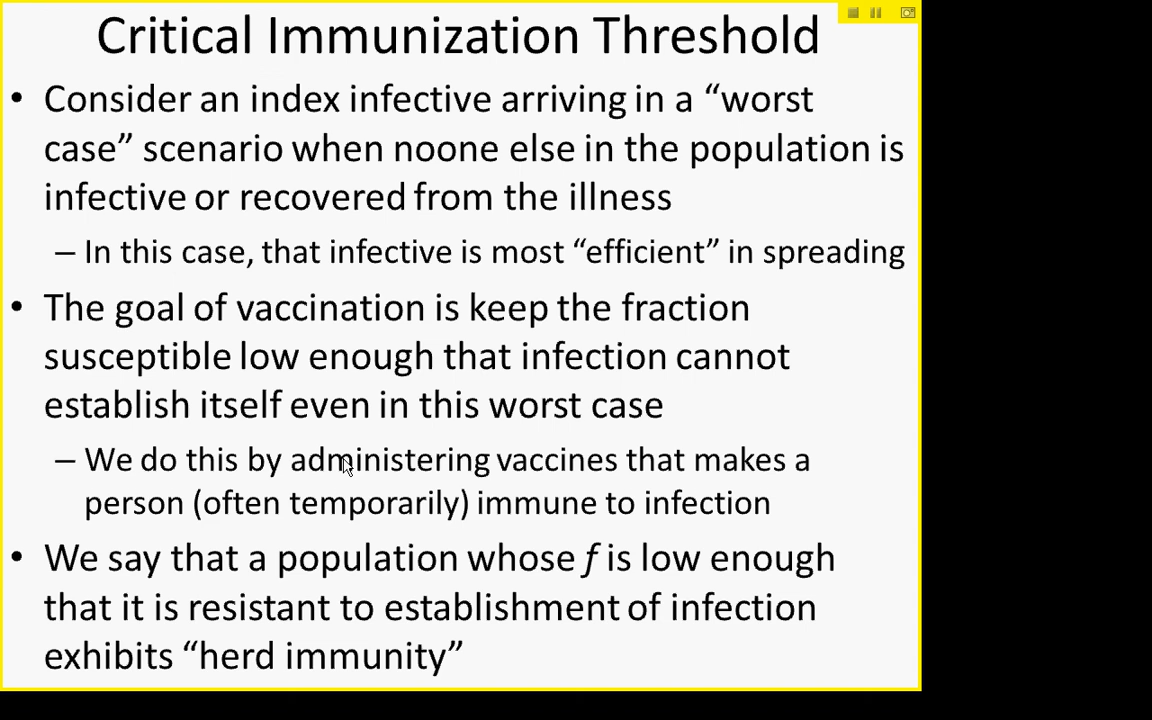 Critical Immunization Threshold
• Consider an index infective arriving in a “worst
case” scenario when noone else in the population is
infective or recovered from the illness
– In this case, that infective is most “efficient” in spreading
• The goal of vaccination is keep the fraction
susceptible low enough that infection cannot
establish itself even in this worst case
– We do this by administering vaccines that makes a
person (often temporarily) immune to infection
• We say that a population whose f is low enough
that it is resistant to establishment of infection
exhibits “herd immunity”